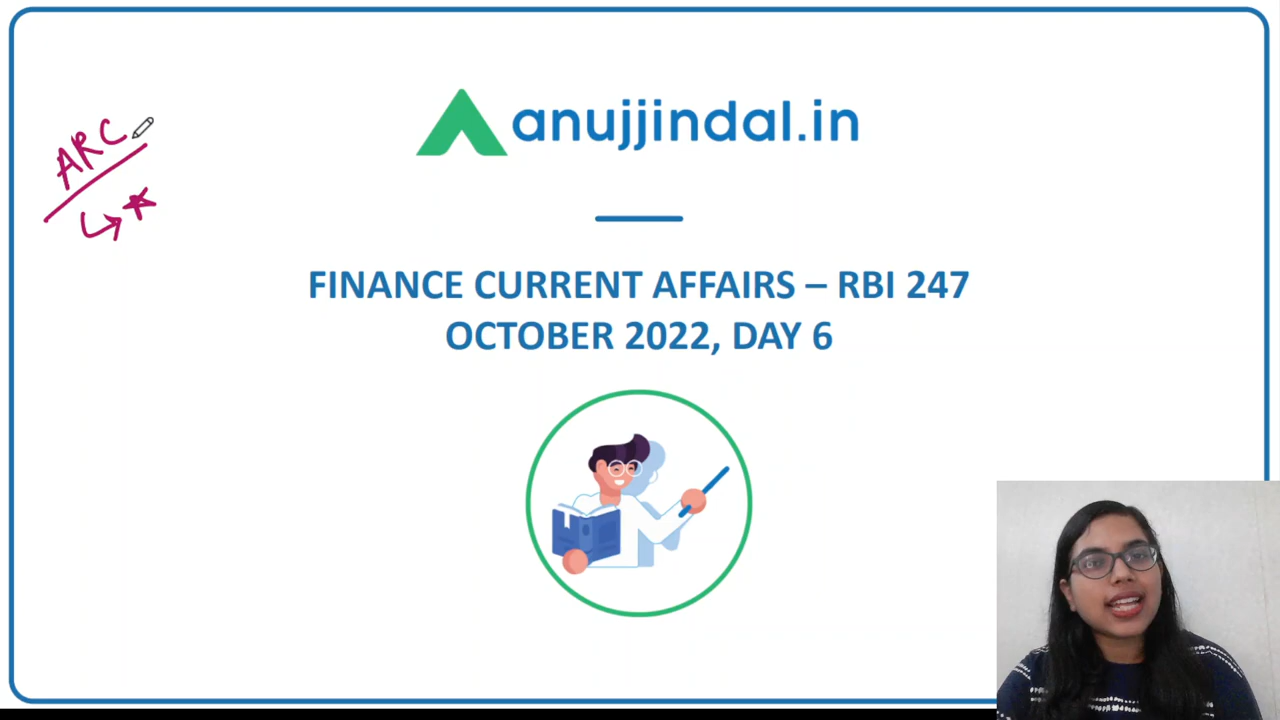 anujjindal.in
ARC
FINANCE CURRENT AFFAIRS – RBI 247
OCTOBER 2022, DAY 6